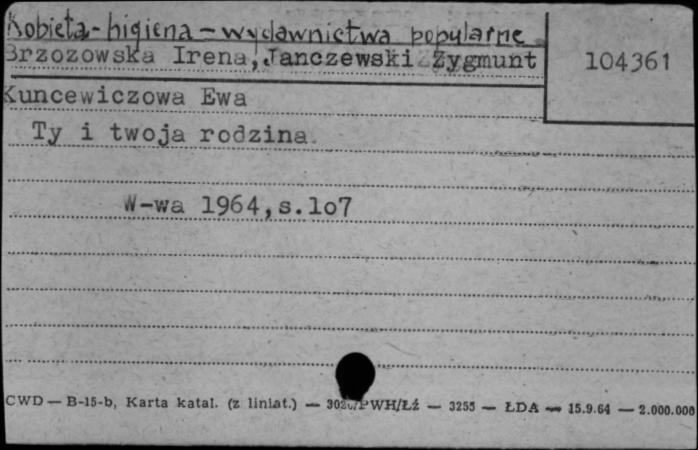 Kobieta - higiena - wydawnictwa popularne
Brzozowska Irena, Janczewski Zygmunt
104361
Kuncewiczowa Ewa
Ty i twoja rodzina.
W-wa 1964,s.lo7
CWD — B-15-b, Karta katal. (z liniat.) — /PWH/Łź — 3255 — ŁDA — 15.9.64 — 2.000.000